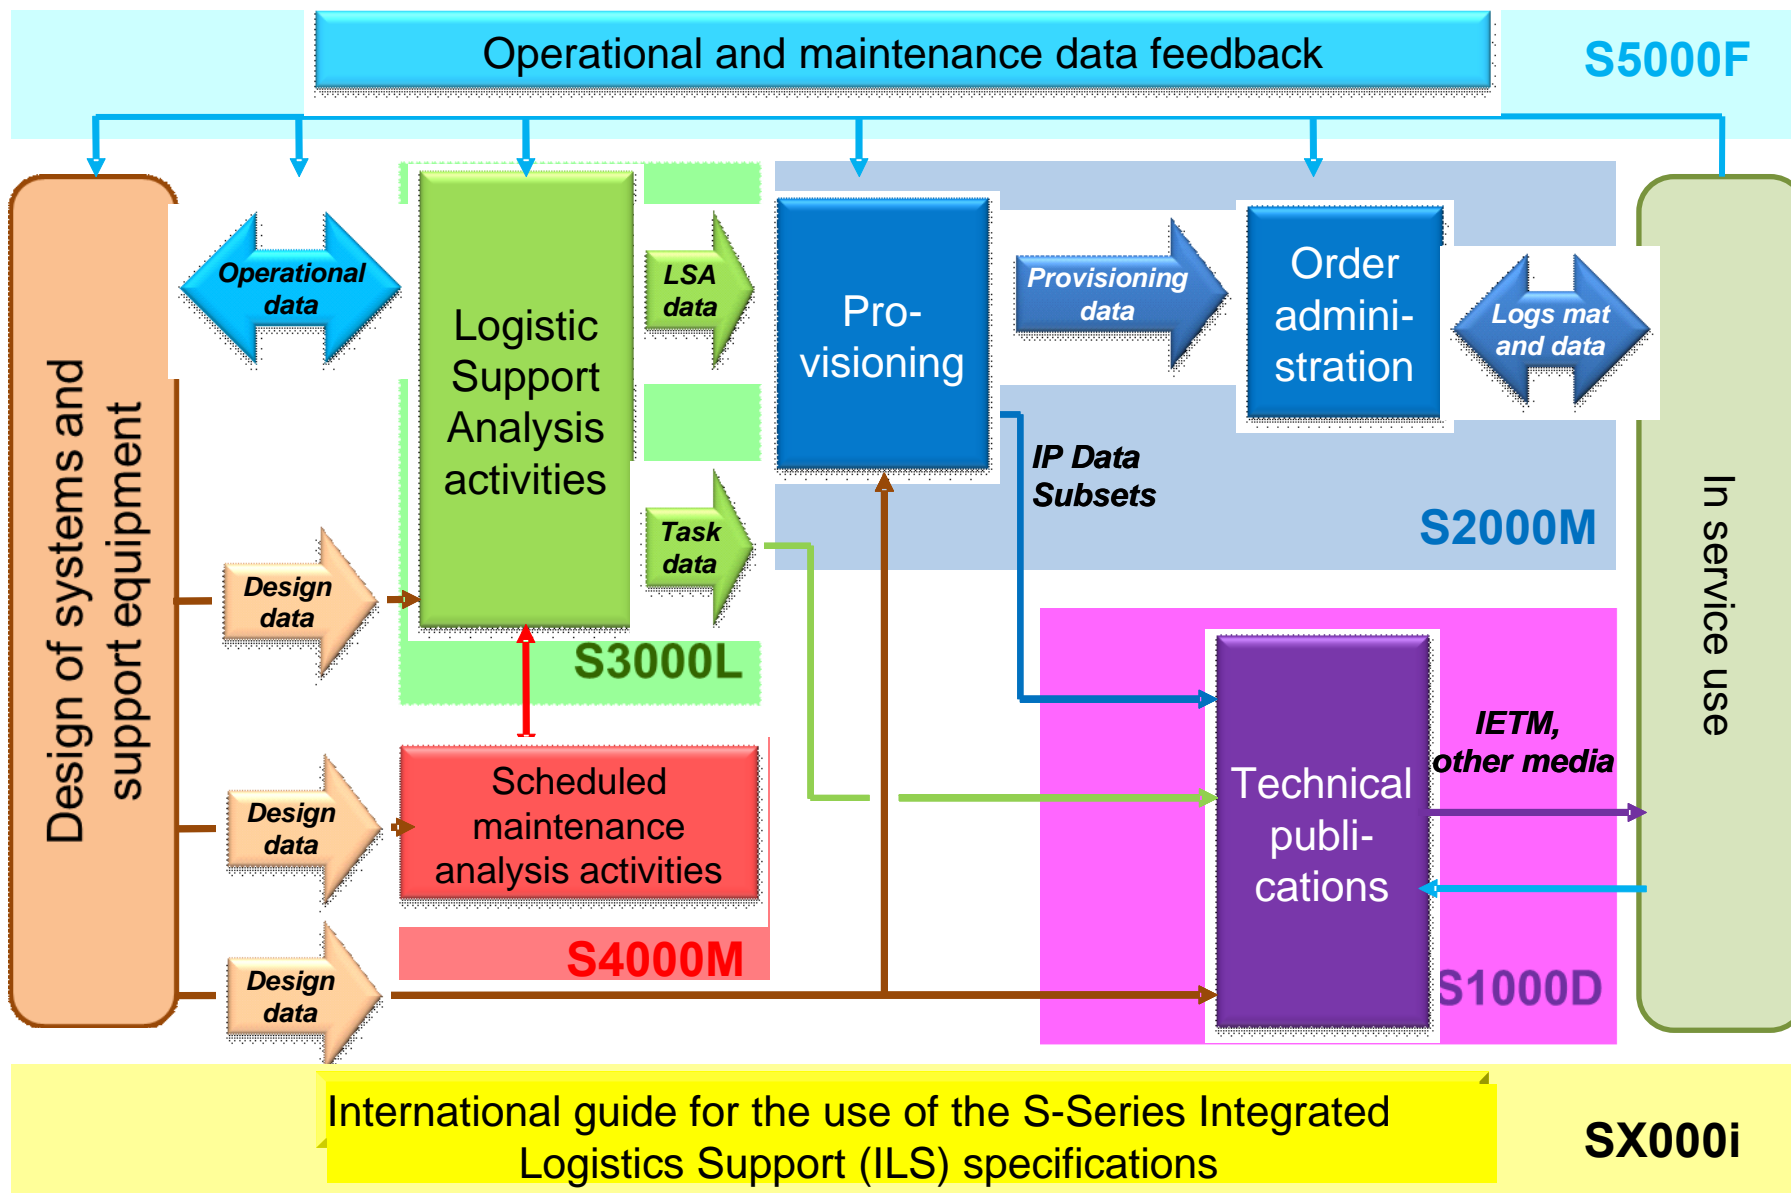 Operational and maintenance data feedback
S5000F
Design of systems and
support equipment
Operational
data
Logistic
Support
Analysis
activities
LSA
data
Pro-
visioning
Provisioning
data
Order
admini-
stration
Logs mat
and data
In service use
IP Data
Subsets
S2000M
Task
data
Design
data
S3000L
Design
data
Scheduled
maintenance
analysis activities
S4000M
Technical
publi-
cations
IETM,
other media
S1000D
Design
data
International guide for the use of the S-Series Integrated
Logistics Support (ILS) specifications
SX000i